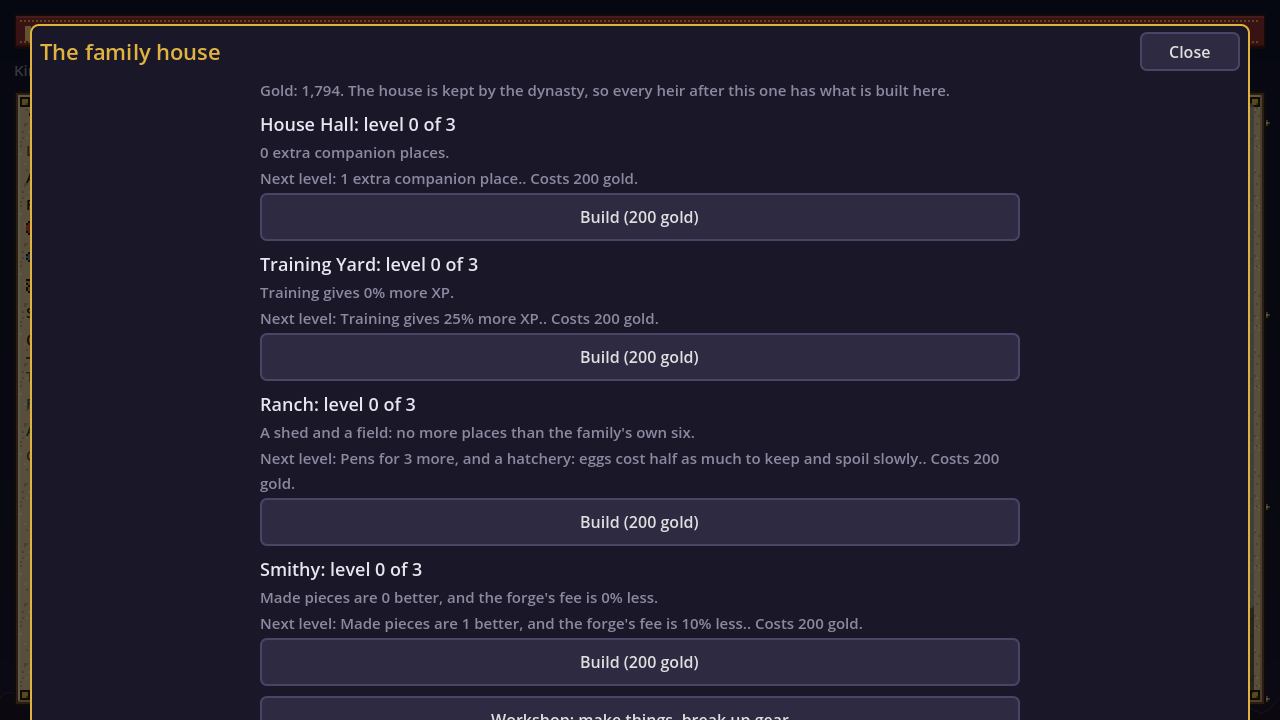 The family house
Close
Gold: 1,794. The house is kept by the dynasty, so every heir after this one has what is built here.
House Hall: level 0 of 3
0 extra companion places.
Next level: 1 extra companion place.. Costs 200 gold.
Build (200 gold)
Training Yard: level 0 of 3
Training gives 0% more XP.
Next level: Training gives 25% more XP.. Costs 200 gold.
Build (200 gold)
Ranch: level 0 of 3
A shed and a field: no more places than the family's own six.
Next level: Pens for 3 more, and a hatchery: eggs cost half as much to keep and spoil slowly.. Costs 200
gold.
Build (200 gold)
Smithy: level 0 of 3
Made pieces are 0 better, and the forge's fee is 0% less.
Next level: Made pieces are 1 better, and the forge's fee is 10% less.. Costs 200 gold.
Build (200 gold)
Workshop: make things, break up gear